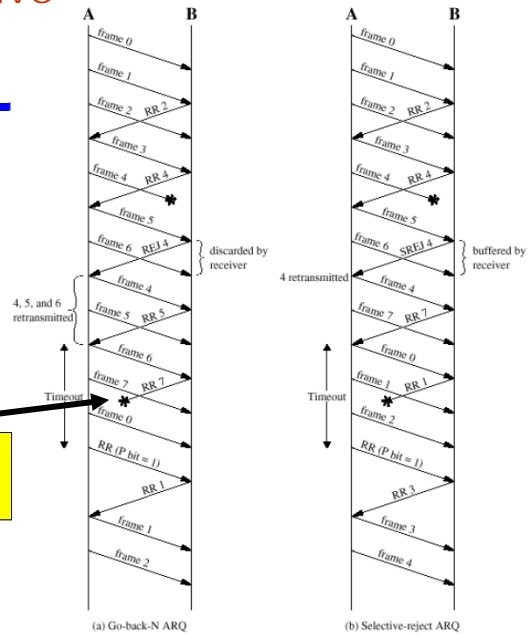 A B
frame 0
frame 1
frame 2
RR 2
frame 3
frame 4
RR 4
frame 5
frame 6
REJ 4
discarded by
receiver
frame 4
4, 5, and 6
retransmitted
frame 5
RR 5
frame 6
frame 7
RR 7
Timeout
frame 0
RR (P bit = 1)
RR 1
frame 1
frame 2
(a) Go-back-N ARQ
A B
frame 0
frame 1
frame 2
RR 2
frame 3
frame 4
RR 4
frame 5
frame 6
SREJ 4
buffered by
receiver
4 retransmitted
frame 4
frame 7
RR 7
frame 0
frame 1
RR 1
Timeout
frame 2
RR (P bit = 1)
RR 3
frame 3
frame 4
(b) Selective-reject ARQ